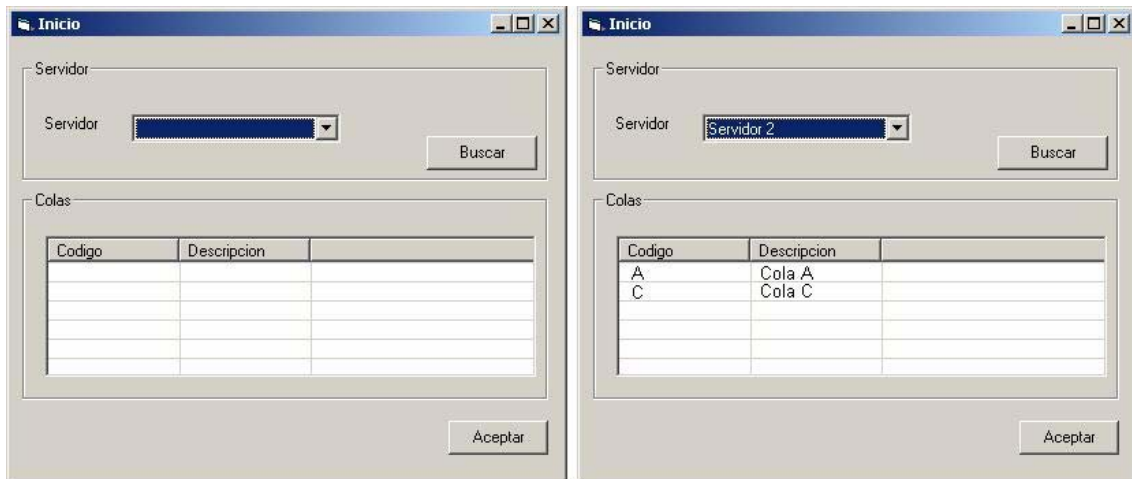 Inicio
Servidor
Servidor
Buscar
Colas
Codigo Descripcion
Aceptar
Inicio
Servidor
Servidor Servidor 2
Buscar
Colas
Codigo Descripcion
A Cola A
C Cola C
Aceptar